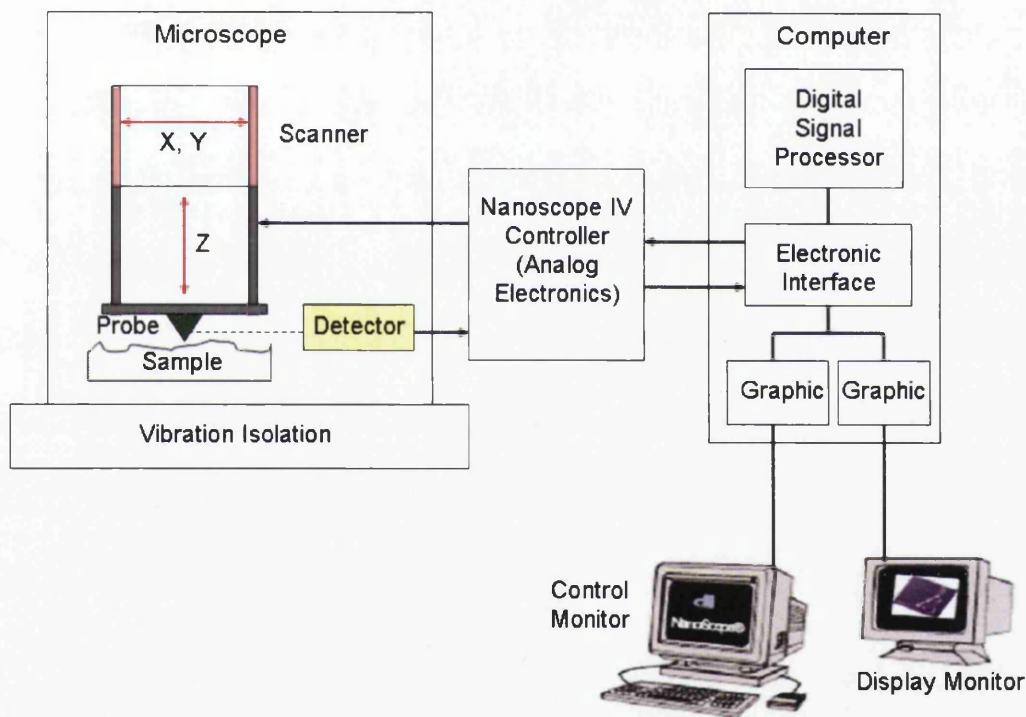 Microscope
X, Y
Scanner
Z
Probe
Detector
Sample
Vibration Isolation
Nanoscope IV
Controller
(Analog
Electronics)
Computer
Digital
Signal
Processor
Electronic
Interface
Graphic
Graphic
Control
Monitor
NanoScope®
Display Monitor